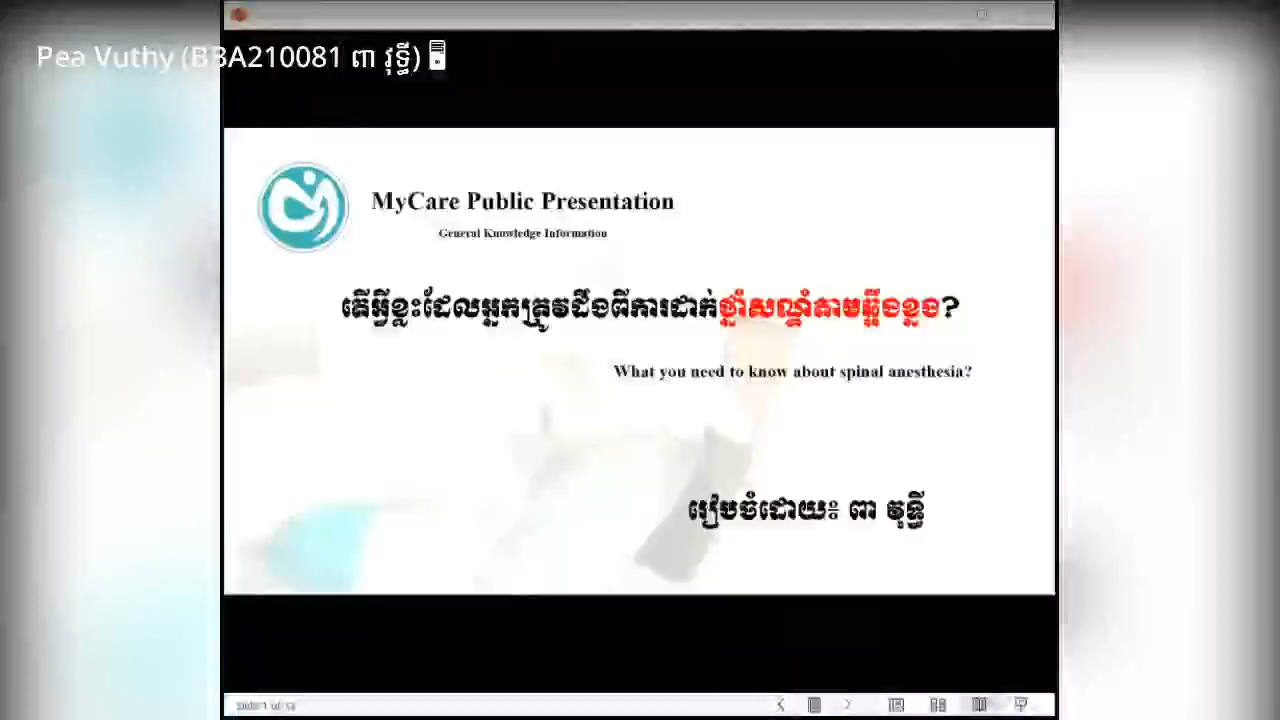 Pea Vuthy (BBA210081 ពា វុទ្ធី)
MyCare Public Presentation
General Knowledge Information
តើអ្វីខ្លះដែលអ្នកត្រូវដឹងពីការដាក់ថ្នាំសណ្តំតាមឆ្អឹងខ្នង?
What you need to know about spinal anesthesia?
រៀបចំដោយ៖ ពា វុទ្ធី